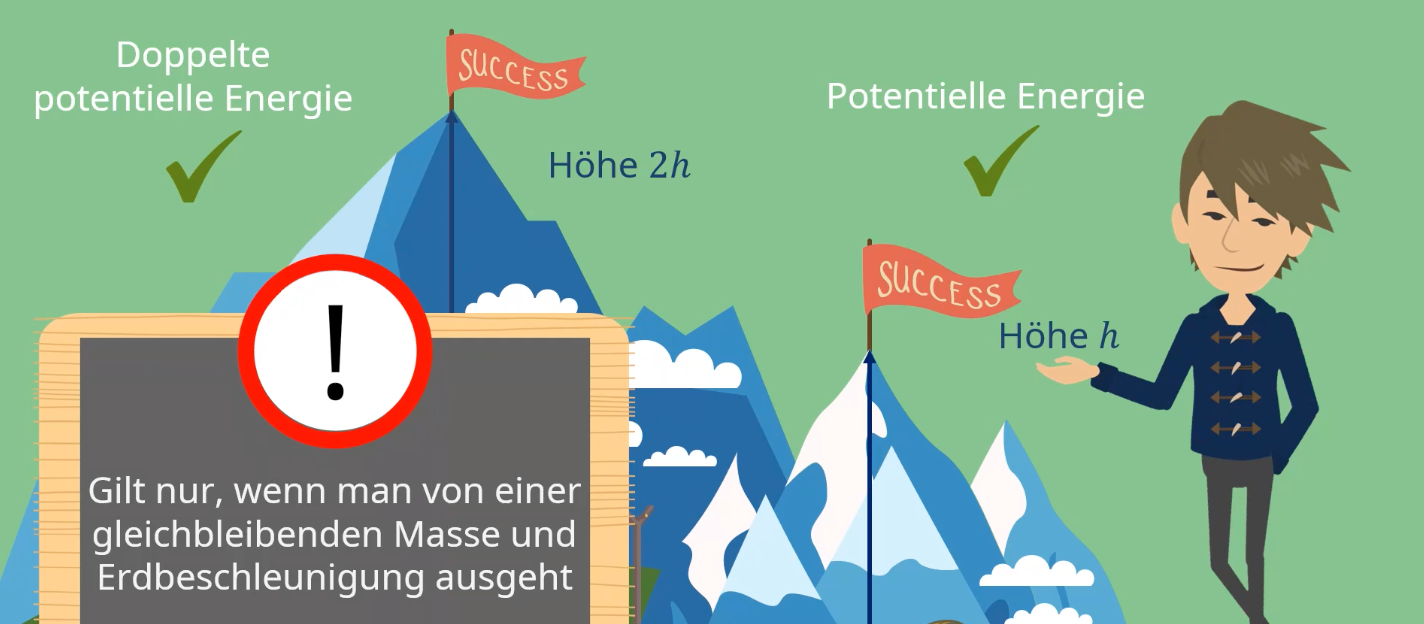 Doppelte
potentielle Energie
SUCCESS
Höhe 2h
Potentielle Energie
SUCCESS
Höhe h
!
Gilt nur, wenn man von einer
gleichbleibenden Masse und
Erdbeschleunigung ausgeht